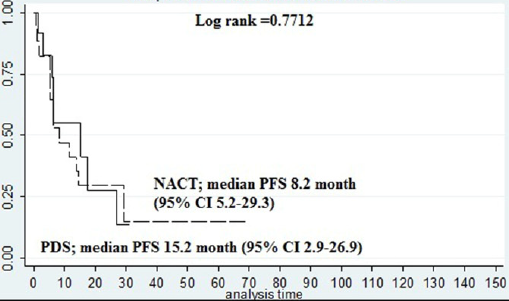 Log rank =0.7712
1.00
0.75
0.50
0.25
0.00
NACT; median PFS 8.2 month
(95% CI 5.2-29.3)
PDS; median PFS 15.2 month (95% CI 2.9-26.9)
0 10 20 30 40 50 60 70 80 90 100 110 120 130 140 150
analysis time